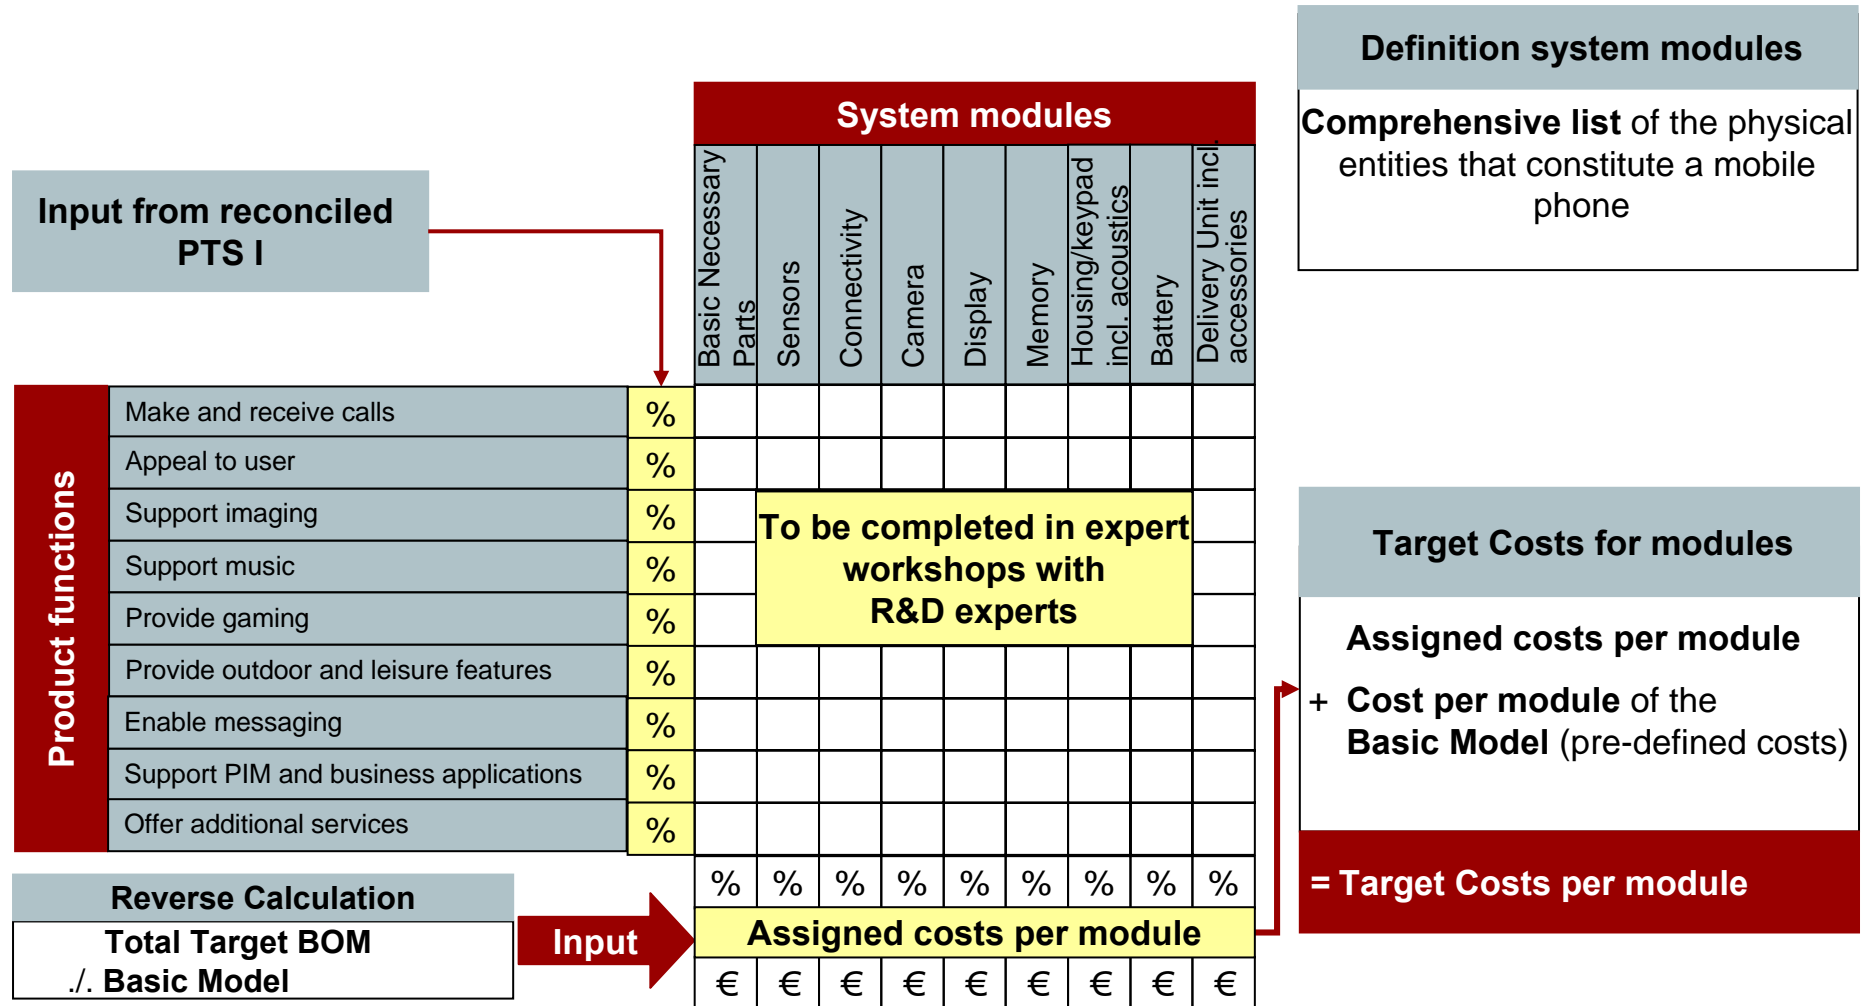 Definition system modules
Comprehensive list of the physical
entities that constitute a mobile
phone
System modules
Basic Necessary
Parts
Sensors
Connectivity
Camera
Display
Memory
Housing/keypad
incl. acoustics
Battery
Delivery Unit incl.
accessories
Input from reconciled
PTS I
Product functions
Make and receive calls %
Appeal to user %
Support imaging %
Support music %
Provide gaming %
Provide outdoor and leisure features %
Enable messaging %
Support PIM and business applications %
Offer additional services %
To be completed in expert
workshops with
R&D experts
% % % % % % % % %
Reverse Calculation
Total Target BOM
./. Basic Model
Input
Assigned costs per module
€ € € € € € € € €
Target Costs for modules
Assigned costs per module
+ Cost per module of the
Basic Model (pre-defined costs)
= Target Costs per module